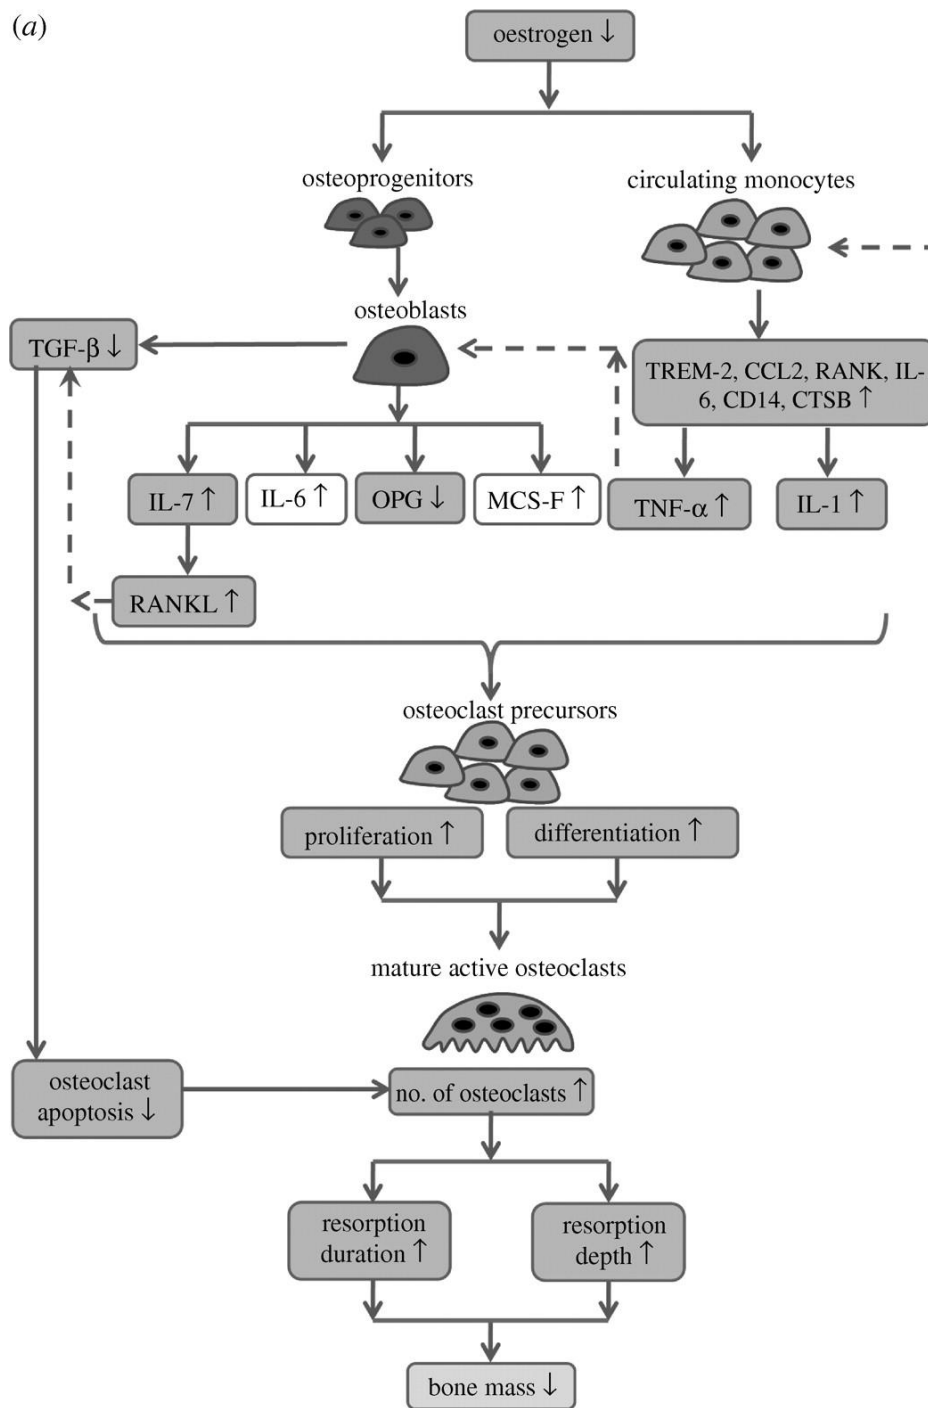 (a)
oestrogen ↓
osteoprogenitors
circulating monocytes
osteoblasts
TGF-β ↓
TREM-2, CCL2, RANK, IL-
6, CD14, CTSB ↑
IL-7 ↑
IL-6 ↑
OPG ↓
MCS-F ↑
TNF-α ↑
IL-1 ↑
RANKL ↑
osteoclast precursors
proliferation ↑
differentiation ↑
mature active osteoclasts
osteoclast
apoptosis ↓
no. of osteoclasts ↑
resorption
duration ↑
resorption
depth ↑
bone mass ↓